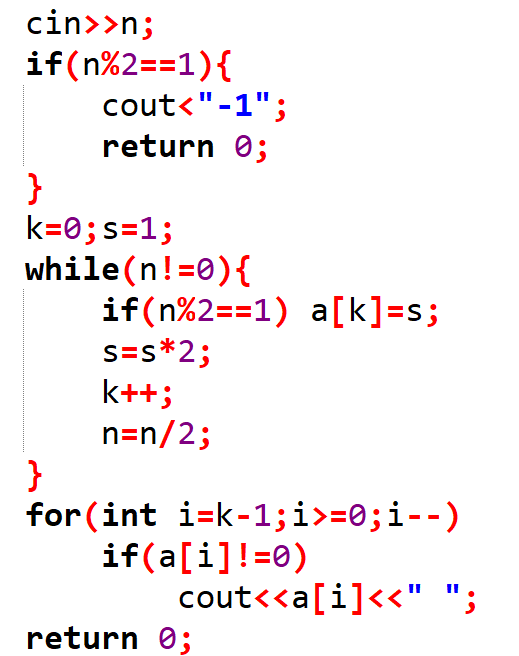 cin>>n;
if(n%2==1){
cout<"-1";
return 0;
}
k=0;s=1;
while(n!=0){
if(n%2==1) a[k]=s;
s=s*2;
k++;
n=n/2;
}
for(int i=k-1;i>=0;i--)
if(a[i]!=0)
cout<<a[i]<<" ";
return 0;